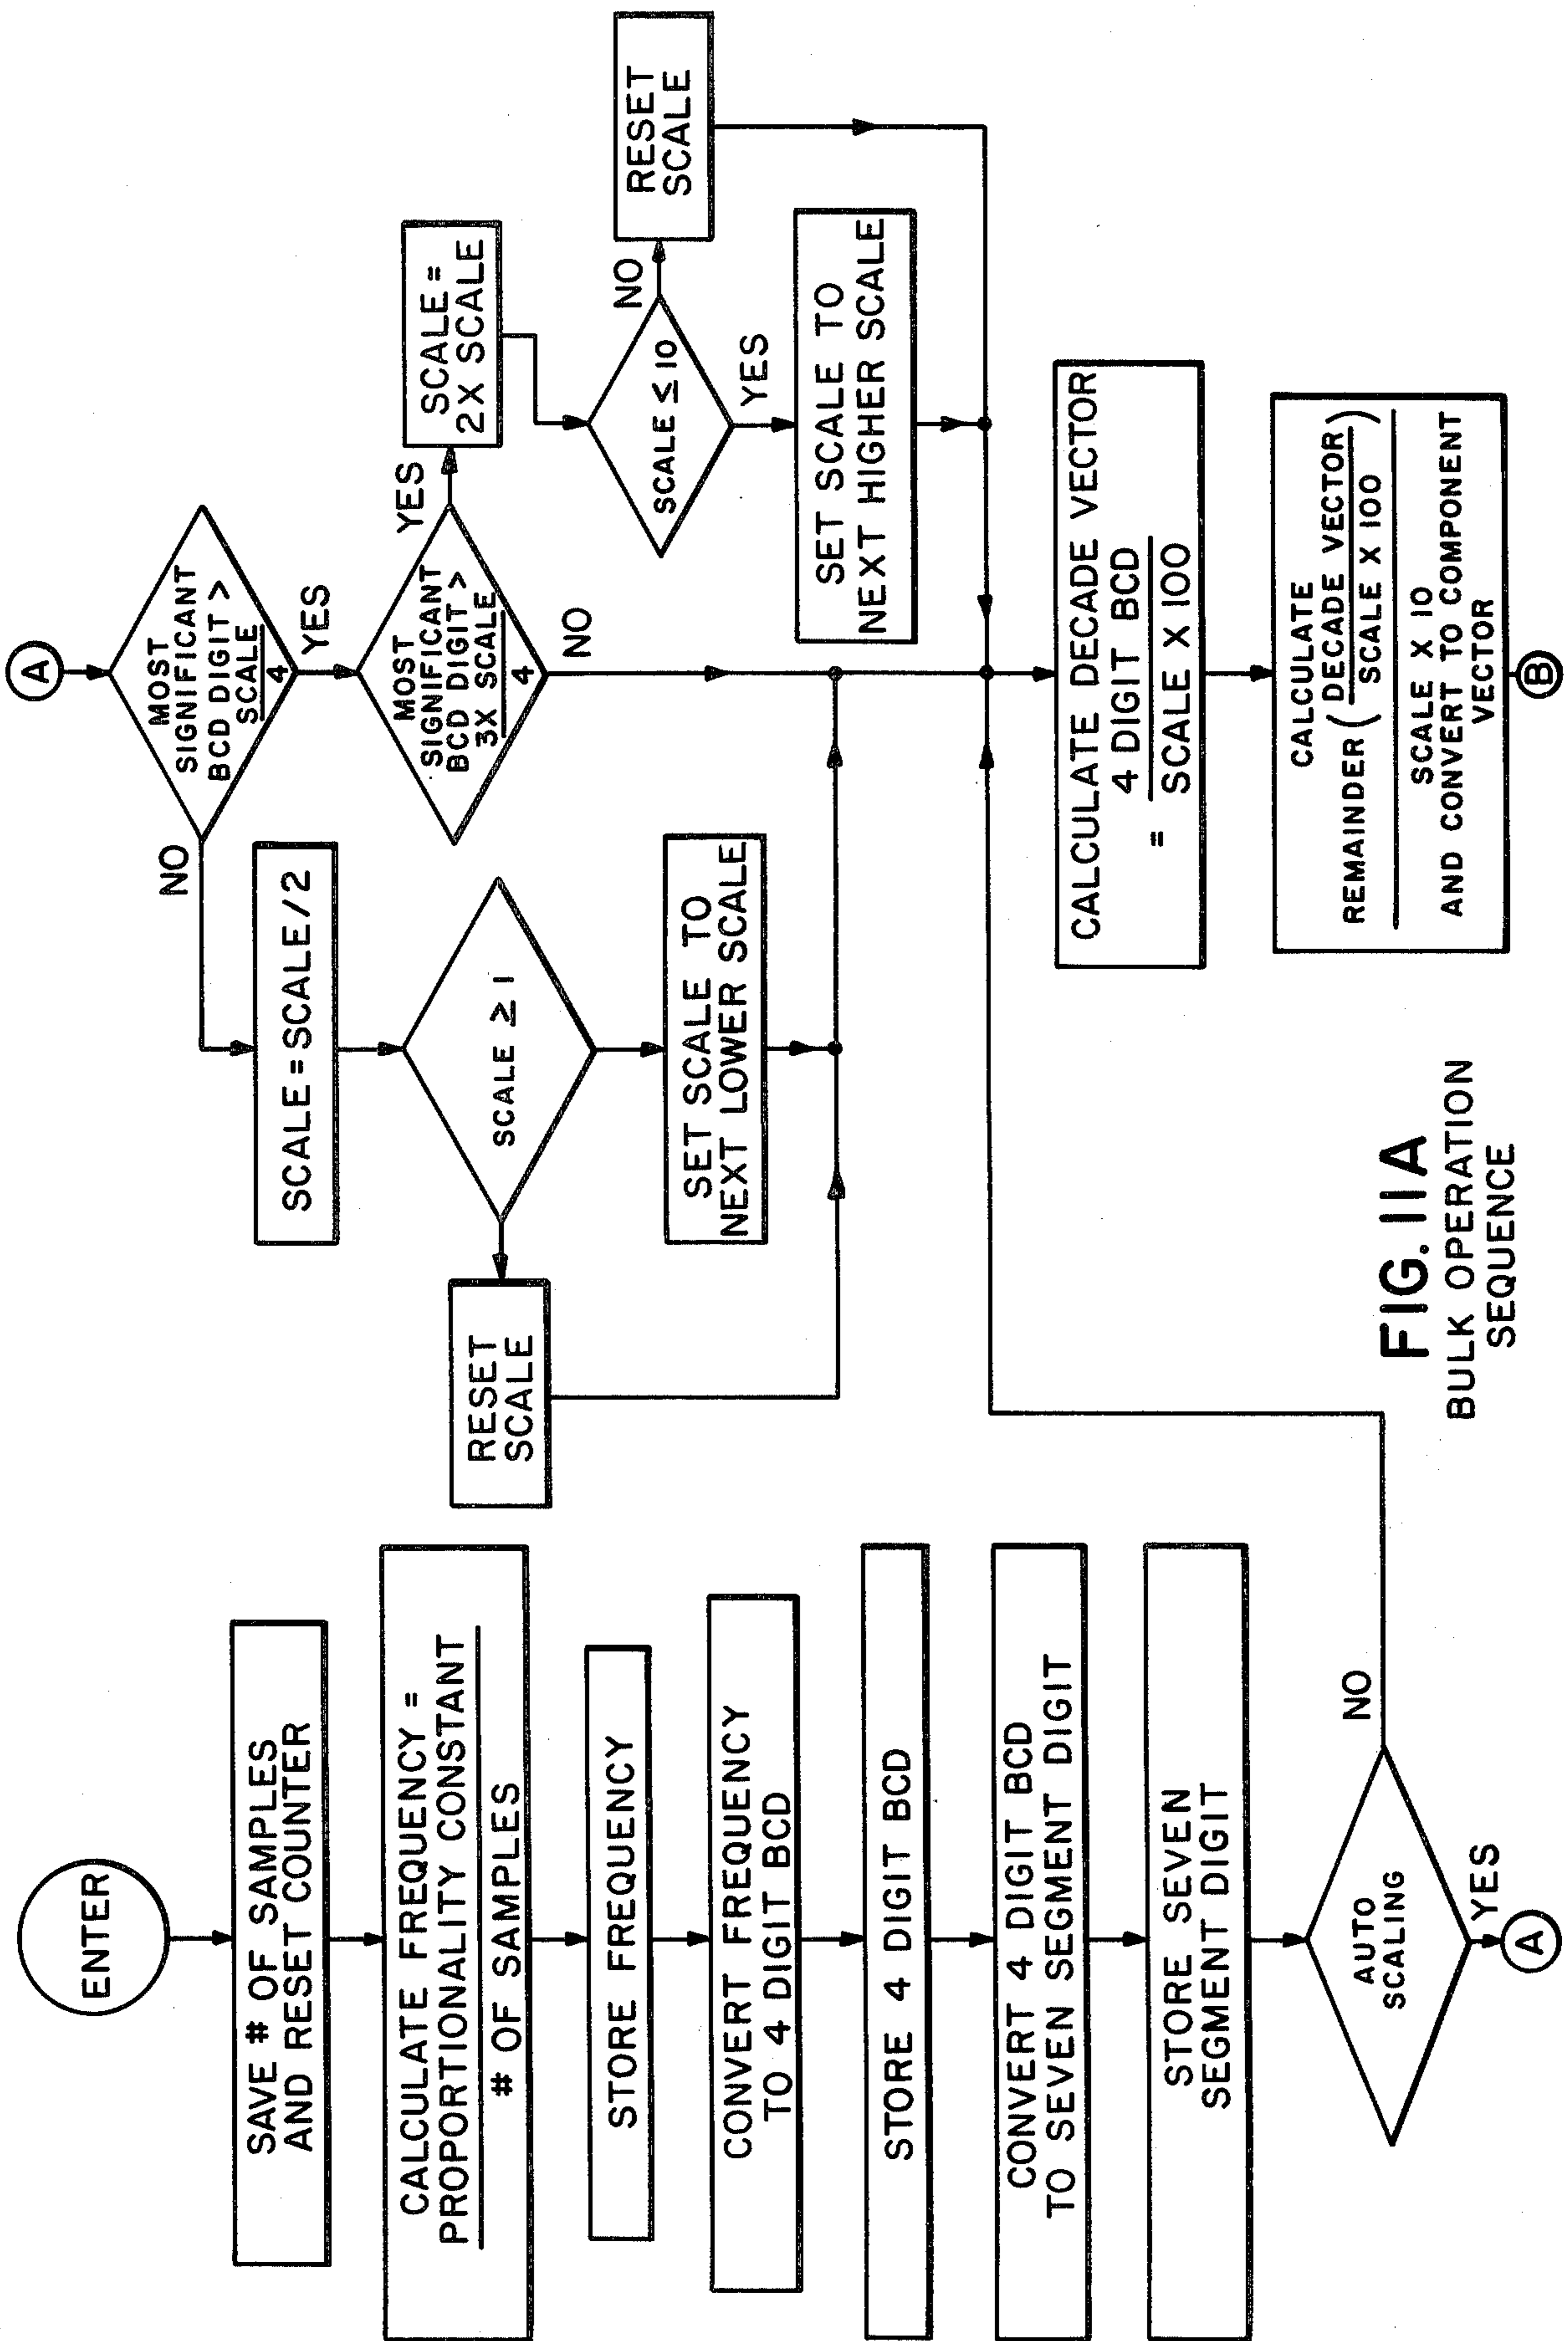 ENTER
SAVE # OF SAMPLES
AND RESET COUNTER
CALCULATE FREQUENCY =
PROPORTIONALITY CONSTANT
# OF SAMPLES
STORE FREQUENCY
CONVERT FREQUENCY
TO 4 DIGIT BCD
STORE 4 DIGIT BCD
CONVERT 4 DIGIT BCD
TO SEVEN SEGMENT DIGIT
STORE SEVEN
SEGMENT DIGIT
AUTO
SCALING
NO
YES
A
A
MOST
SIGNIFICANT
BCD DIGIT >
SCALE
4
NO
YES
SCALE = SCALE/2
SCALE ≥ 1
RESET
SCALE
SET SCALE TO
NEXT LOWER SCALE
MOST
SIGNIFICANT
BCD DIGIT >
3X SCALE
4
YES
NO
SCALE =
2X SCALE
SCALE ≤ 10
NO
YES
RESET
SCALE
SET SCALE TO
NEXT HIGHER SCALE
CALCULATE DECADE VECTOR
= 4 DIGIT BCD
SCALE X 100
CALCULATE
REMAINDER ( DECADE VECTOR
SCALE X 100 )
SCALE X 10
AND CONVERT TO COMPONENT
VECTOR
B
FIG. 11A
BULK OPERATION
SEQUENCE